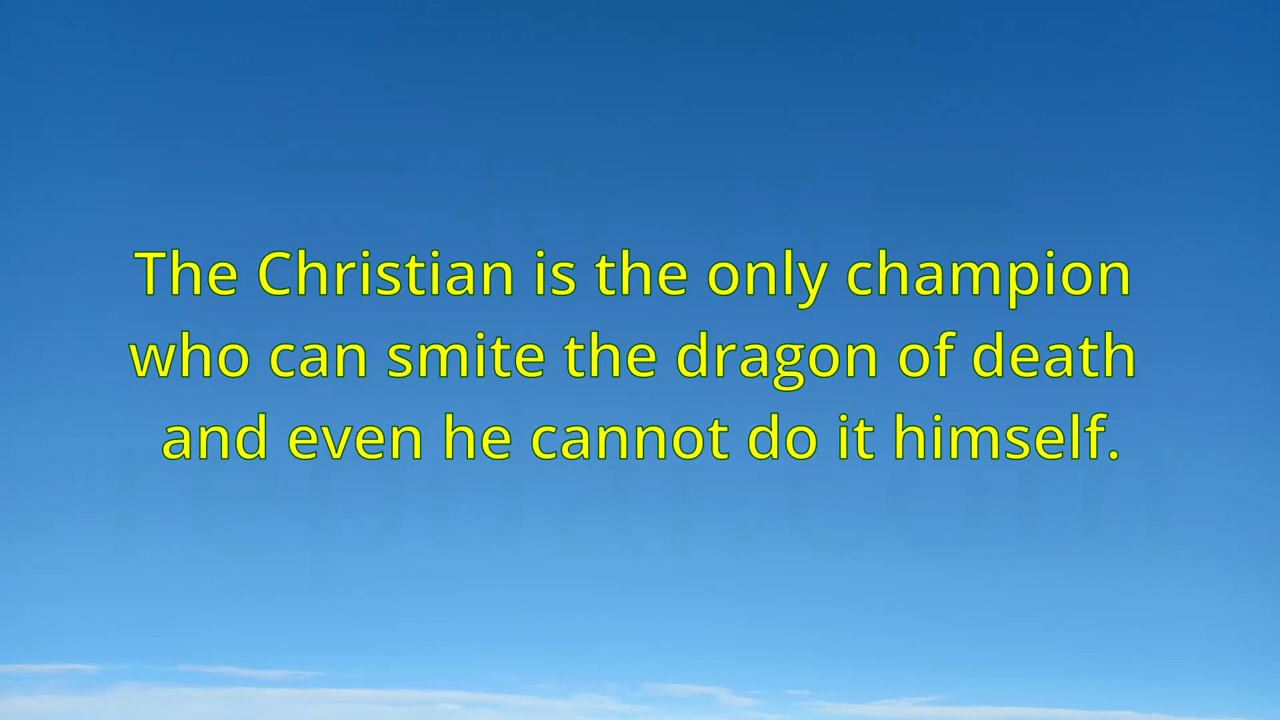 The Christian is the only champion
who can smite the dragon of death
and even he cannot do it himself.